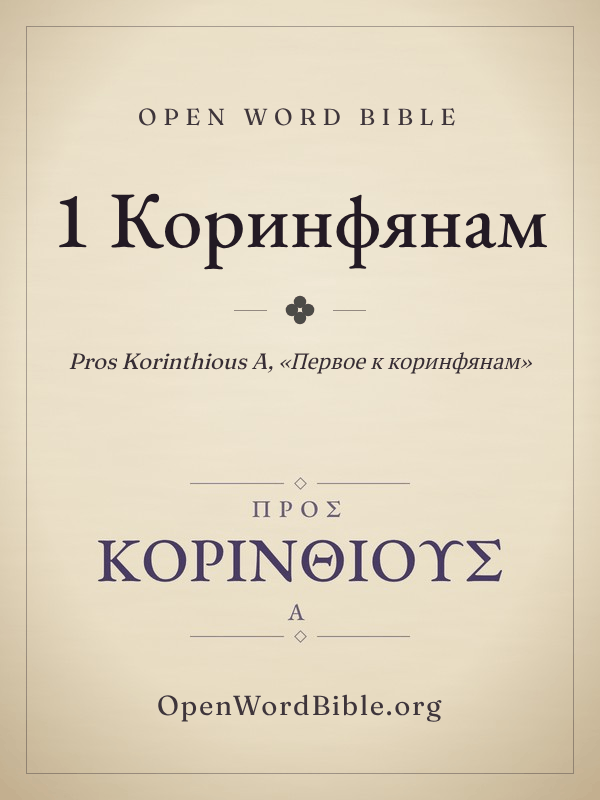 OPEN WORD BIBLE
1 Коринфянам
Pros Korinthious A, «Первое к коринфянам»
ΠΡΟΣ
ΚΟΡΙΝΘΙΟΥΣ
Α
OpenWordBible.org